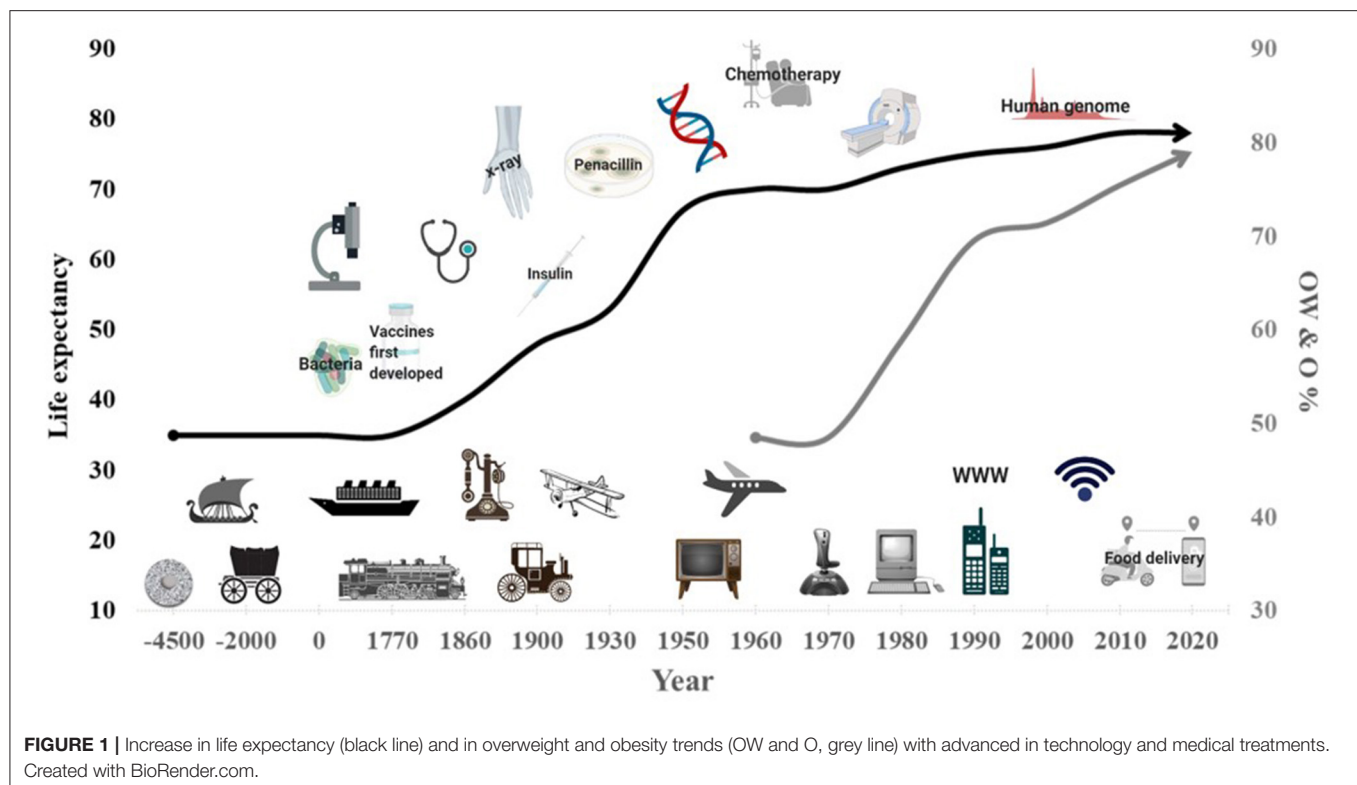 90
80
70
60
50
40
30
20
10
Life expectancy
Chemotherapy
Human genome
x-ray
Penacillin
Insulin
Vaccines
first
developed
Bacteria
WWW
Food delivery
90
80
70
60
50
40
30
OW & O %
-4500 -2000 0 1770 1860 1900 1930 1950 1960 1970 1980 1990 2000 2010 2020
Year
FIGURE 1 | Increase in life expectancy (black line) and in overweight and obesity trends (OW and O, grey line) with advanced in technology and medical treatments.
Created with BioRender.com.